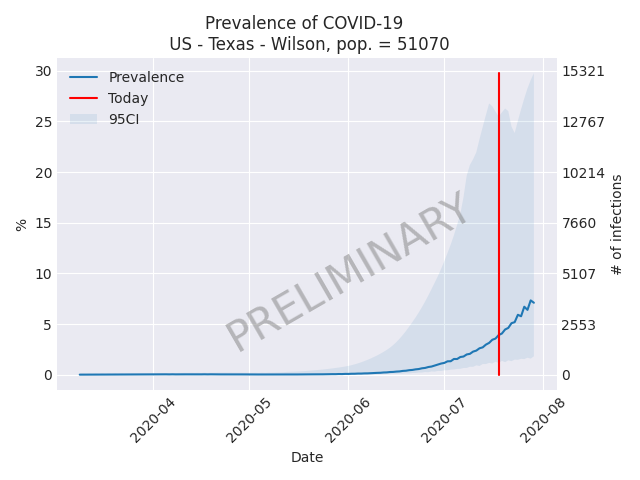 Prevalence of COVID-19
US - Texas - Wilson, pop. = 51070
Prevalence
Today
95CI
30
25
20
15
10
5
0
%
15321
12767
10214
7660
5107
2553
0
# of infections
PRELIMINARY
2020-04
2020-05
2020-06
2020-07
2020-08
Date